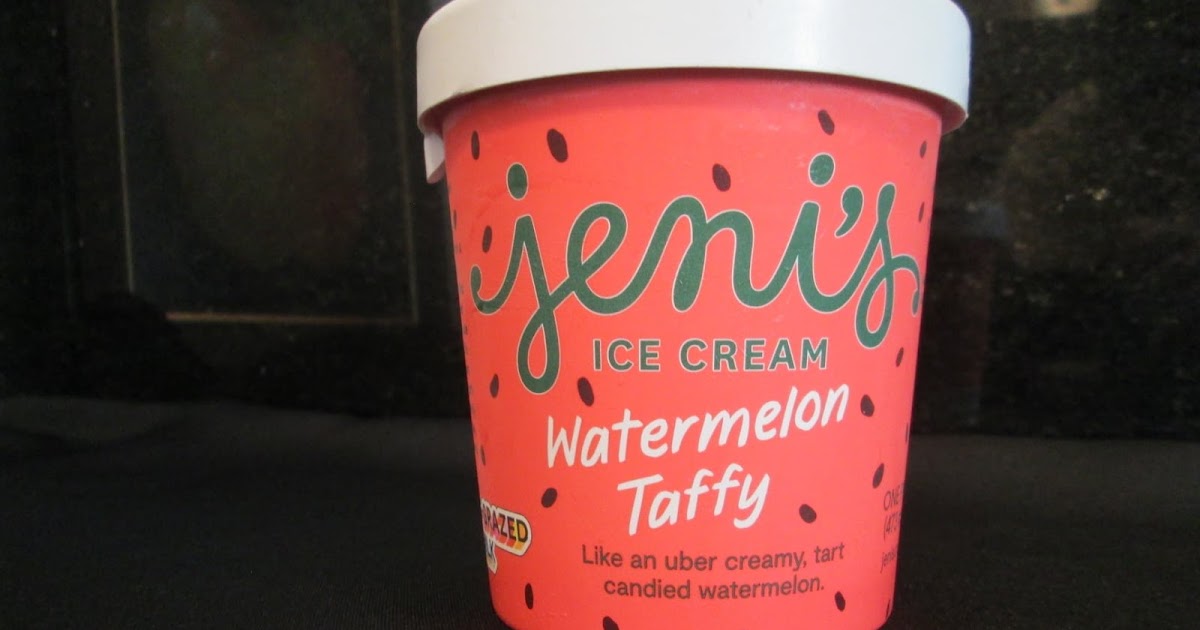 jeni's
ICE CREAM
Watermelon
Taffy
Like an uber creamy, tart
candied watermelon.